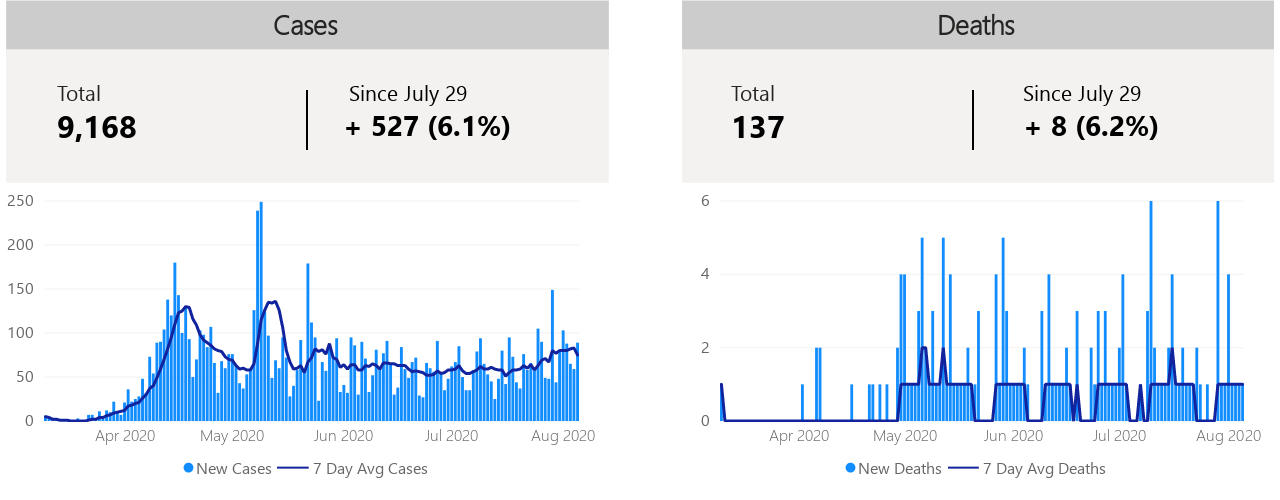 Cases
Total
9,168
Since July 29
+ 527 (6.1%)
250
200
150
100
50
0
Apr 2020 May 2020 Jun 2020 Jul 2020 Aug 2020
New Cases 7 Day Avg Cases
Deaths
Total
137
Since July 29
+ 8 (6.2%)
6
4
2
0
Apr 2020 May 2020 Jun 2020 Jul 2020 Aug 2020
New Deaths 7 Day Avg Deaths